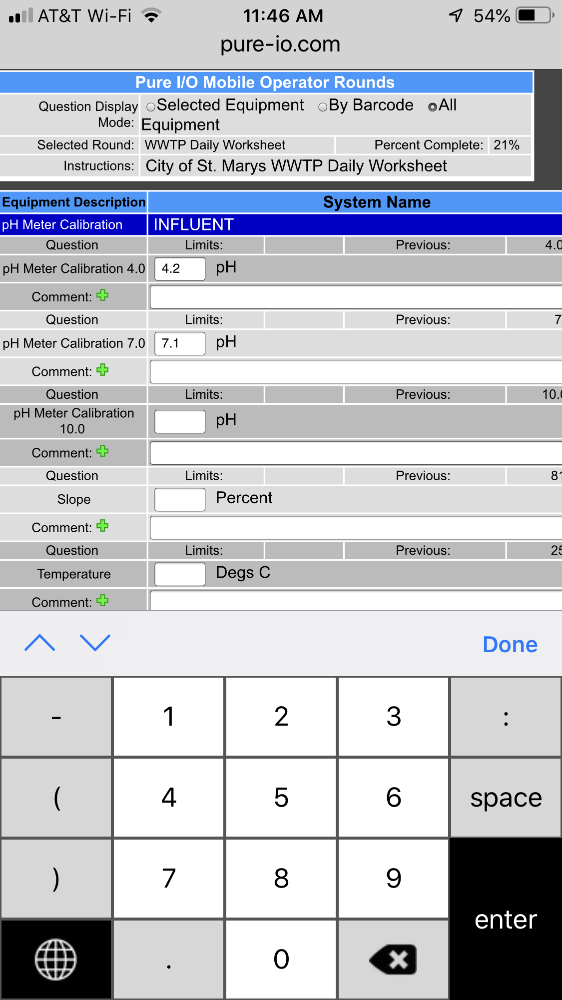 AT&T Wi-Fi 11:46 AM 54%
pure-io.com
Pure I/O Mobile Operator Rounds
Question Display Mode: Selected Equipment By Barcode All Equipment
Selected Round: WWTP Daily Worksheet Percent Complete: 21%
Instructions: City of St. Marys WWTP Daily Worksheet
Equipment Description System Name
pH Meter Calibration INFLUENT
Question Limits: Previous: 4.0
pH Meter Calibration 4.0 4.2 pH
Comment:
Question Limits: Previous: 7
pH Meter Calibration 7.0 7.1 pH
Comment:
Question Limits: Previous: 10.
pH Meter Calibration 10.0 pH
Comment:
Question Limits: Previous: 81
Slope Percent
Comment:
Question Limits: Previous: 25
Temperature Degs C
Comment:
Done
- 1 2 3 :
( 4 5 6 space
) 7 8 9
enter
. 0